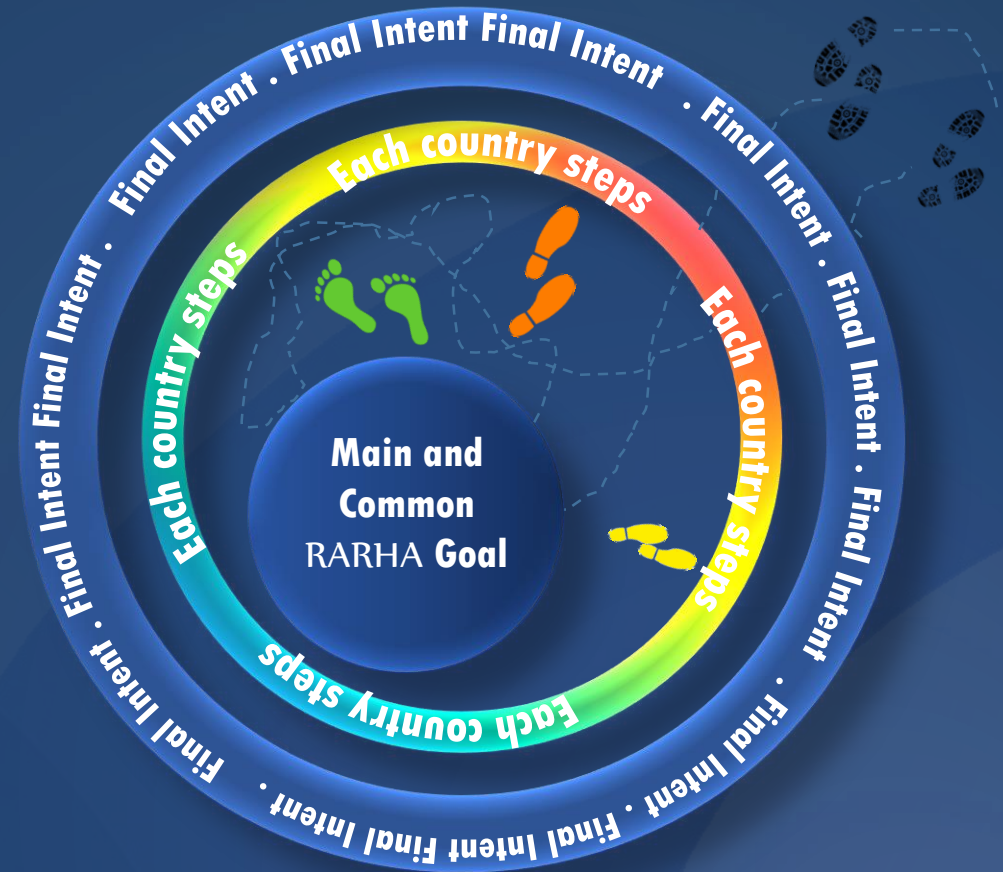 Final Intent Final Intent . Final Intent . Final Intent . Final Intent . Final Intent . Final Intent Final Intent . Final Intent . Final Intent Final Intent . Final Intent .
Each country steps
Each country steps
Each country steps
Each country steps
Main and
Common
RARHA Goal